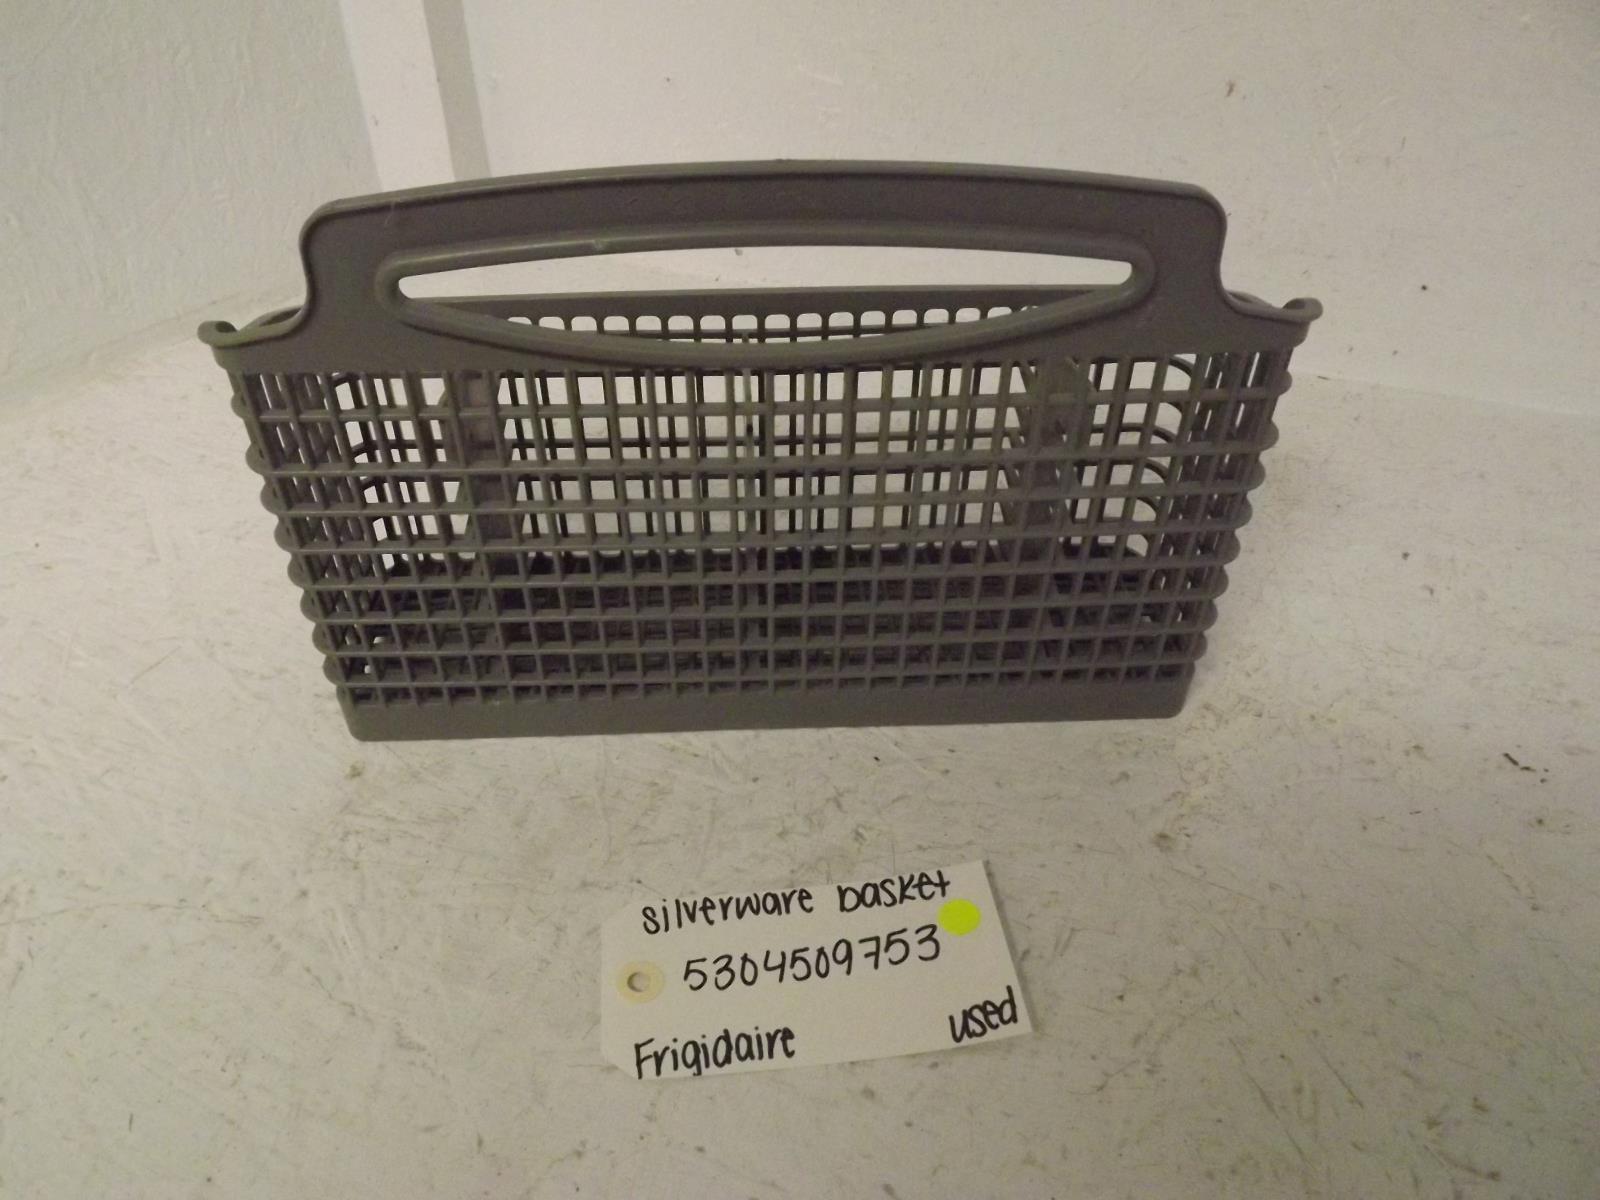 silverware basket
5304509753
Frigidaire used